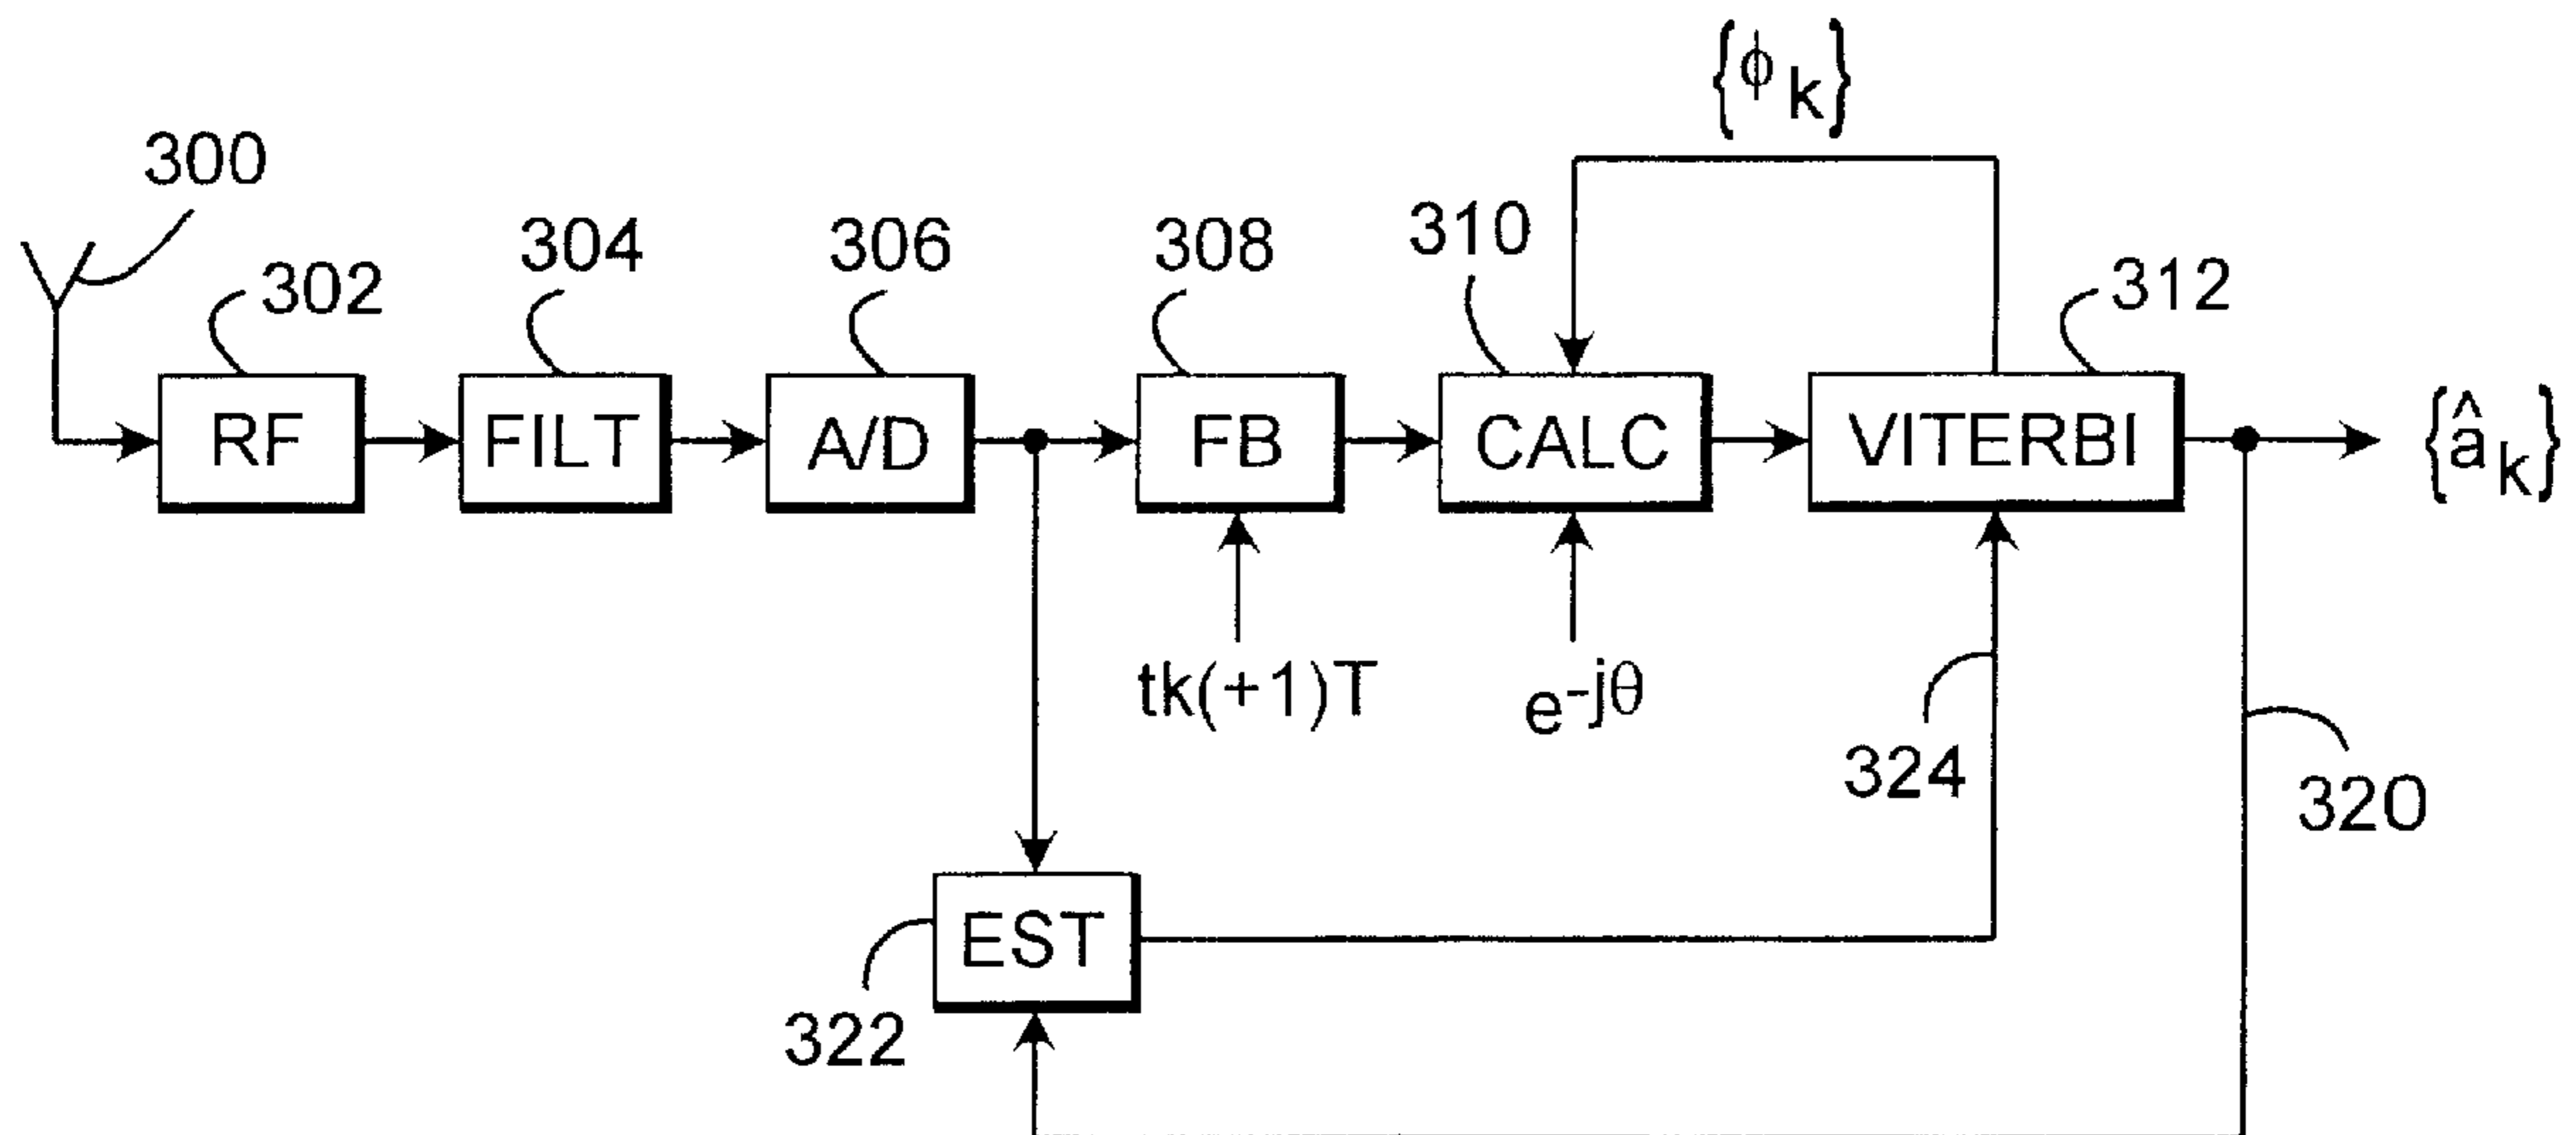 {ϕk}
300
302
304
306
308
310
312
RF
FILT
A/D
FB
CALC
VITERBI
{âk}
tk(+1)T
e-jθ
324
320
EST
322